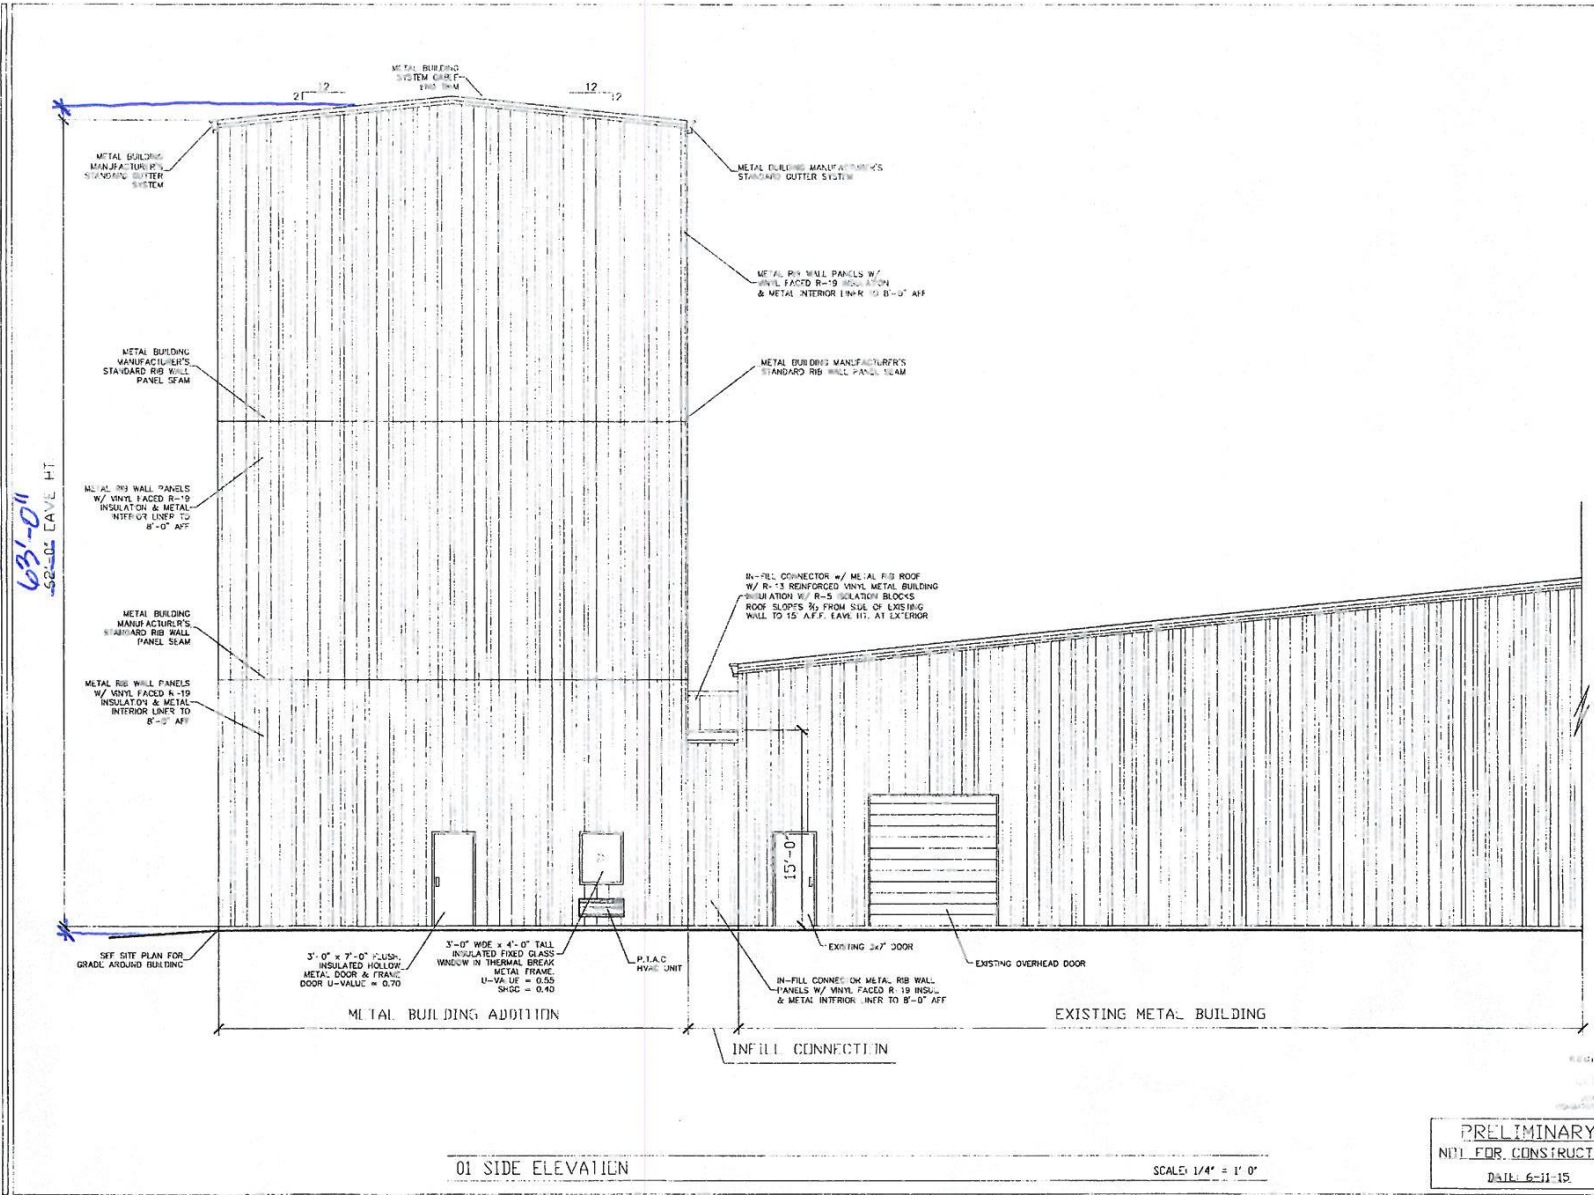 METAL BUILDING
SYSTEM GABLE
END TRIM
2 12
12 2
METAL BUILDING
MANUFACTURER'S
STANDARD GUTTER
SYSTEM
METAL BUILDING MANUFACTURER'S
STANDARD GUTTER SYSTEM
METAL RIB WALL PANELS W/
VINYL FACED R-19 INSULATION
& METAL INTERIOR LINER TO 8'-0" AFF
METAL BUILDING
MANUFACTURER'S
STANDARD RIB WALL
PANEL SEAM
METAL BUILDING MANUFACTURER'S
STANDARD RIB WALL PANEL SEAM
63'-0"
62'-0" EAVE HT
METAL RIB WALL PANELS
W/ VINYL FACED R-19
INSULATION & METAL
INTERIOR LINER TO
8'-0" AFF
IN-FILL CONNECTOR w/ METAL RIB ROOF
W/ R-13 REINFORCED VINYL METAL BUILDING
INSULATION W/ R-5 ISOLATION BLOCKS
ROOF SLOPES FROM SIDE OF EXISTING
WALL TO 15' A.F.F. EAVE HT. AT EXTERIOR
METAL BUILDING
MANUFACTURER'S
STANDARD RIB WALL
PANEL SEAM
METAL RIB WALL PANELS
W/ VINYL FACED R-19
INSULATION & METAL
INTERIOR LINER TO
8'-0" AFF
15'-0"
SEE SITE PLAN FOR
GRADE AROUND BUILDING
3'-0" x 7'-0" FLUSH,
INSULATED HOLLOW
METAL DOOR & FRAME
DOOR U-VALUE = 0.70
3'-0" WIDE x 4'-0" TALL
INSULATED FIXED GLASS
WINDOW IN THERMAL BREAK
METAL FRAME.
U-VALUE = 0.55
SHGC = 0.40
P.T.A.C
HVAC UNIT
EXISTING 3x7' DOOR
EXISTING OVERHEAD DOOR
IN-FILL CONNECTOR METAL RIB WALL
PANELS W/ VINYL FACED R-19 INSUL.
& METAL INTERIOR LINER TO 8'-0" AFF
METAL BUILDING ADDITION
EXISTING METAL BUILDING
INFILL CONNECTION
01 SIDE ELEVATION
SCALE: 1/4" = 1' 0"
PRELIMINARY
NOT FOR CONSTRUCT
DATE: 6-11-15